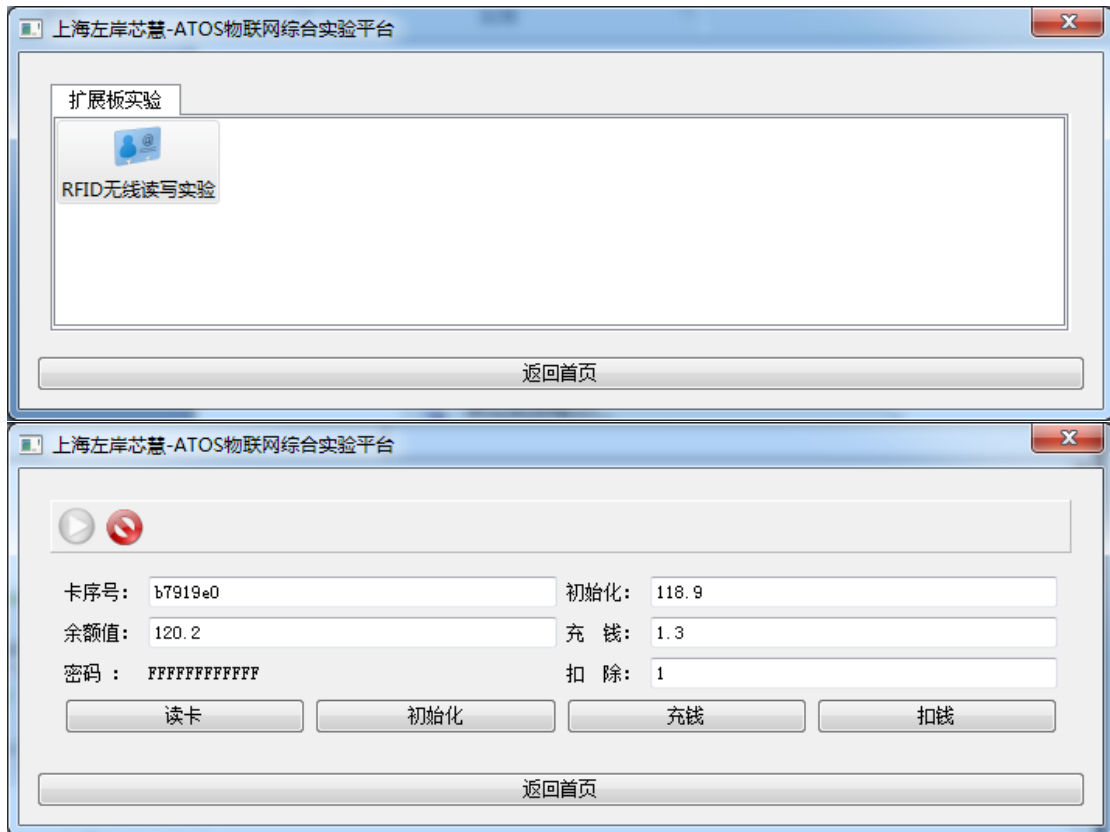 上海左岸芯慧-ATOS物联网综合实验平台
扩展板实验
RFID无线读写实验
返回首页
上海左岸芯慧-ATOS物联网综合实验平台
卡序号: b7919e0 初始化: 118.9
余额值: 120.2 充 钱: 1.3
密码 : FFFFFFFFFFFF 扣 除: 1
读卡 初始化 充钱 扣钱
返回首页